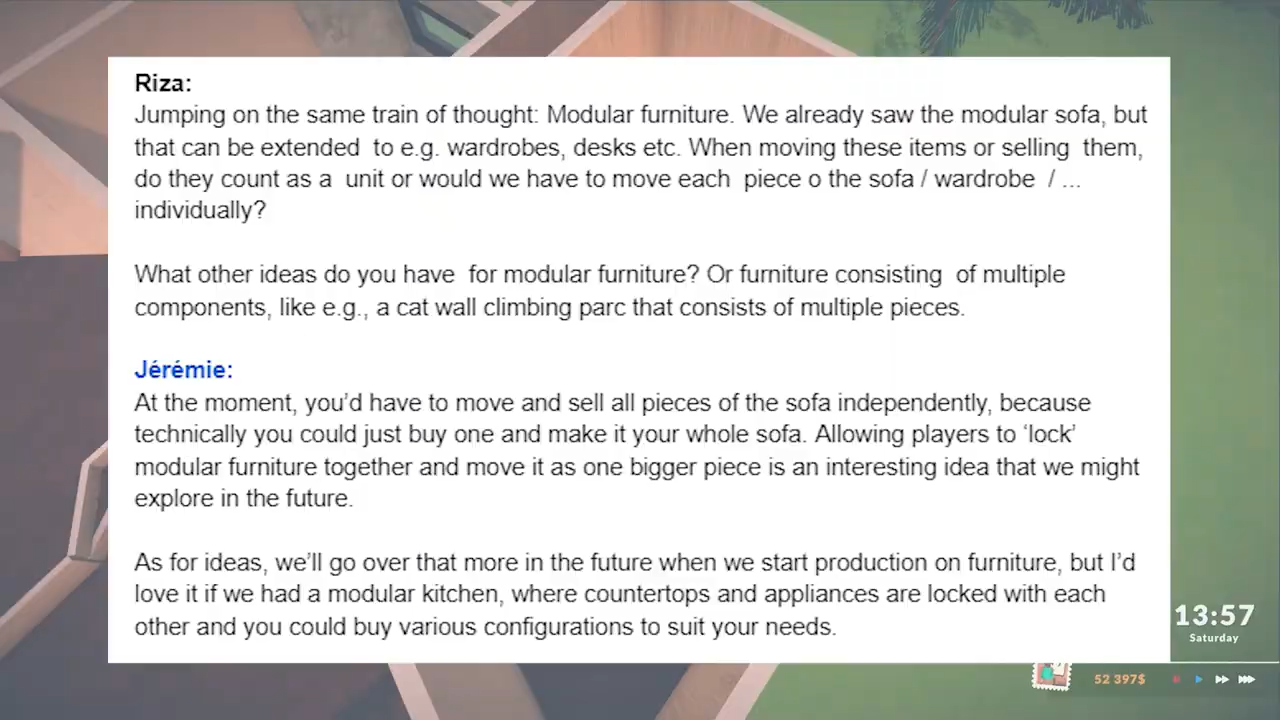 Riza:
Jumping on the same train of thought: Modular furniture. We already saw the modular sofa, but
that can be extended to e.g. wardrobes, desks etc. When moving these items or selling them,
do they count as a unit or would we have to move each piece o the sofa / wardrobe / ...
individually?
What other ideas do you have for modular furniture? Or furniture consisting of multiple
components, like e.g., a cat wall climbing parc that consists of multiple pieces.
Jérémie:
At the moment, you’d have to move and sell all pieces of the sofa independently, because
technically you could just buy one and make it your whole sofa. Allowing players to ‘lock’
modular furniture together and move it as one bigger piece is an interesting idea that we might
explore in the future.
As for ideas, we’ll go over that more in the future when we start production on furniture, but I’d
love it if we had a modular kitchen, where countertops and appliances are locked with each
other and you could buy various configurations to suit your needs.
13:57
Saturday
52 397$